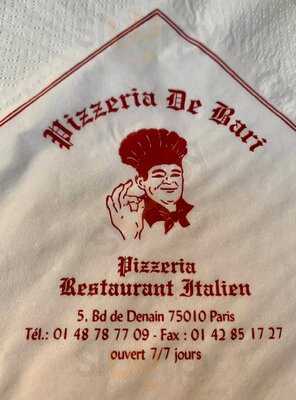 Pizzeria De Bari
Pizzeria
Restaurant Italien
5, Bd de Denain 75010 Paris
Tél.: 01 48 78 77 09 - Fax : 01 42 85 17 27
ouvert 7/7 jours